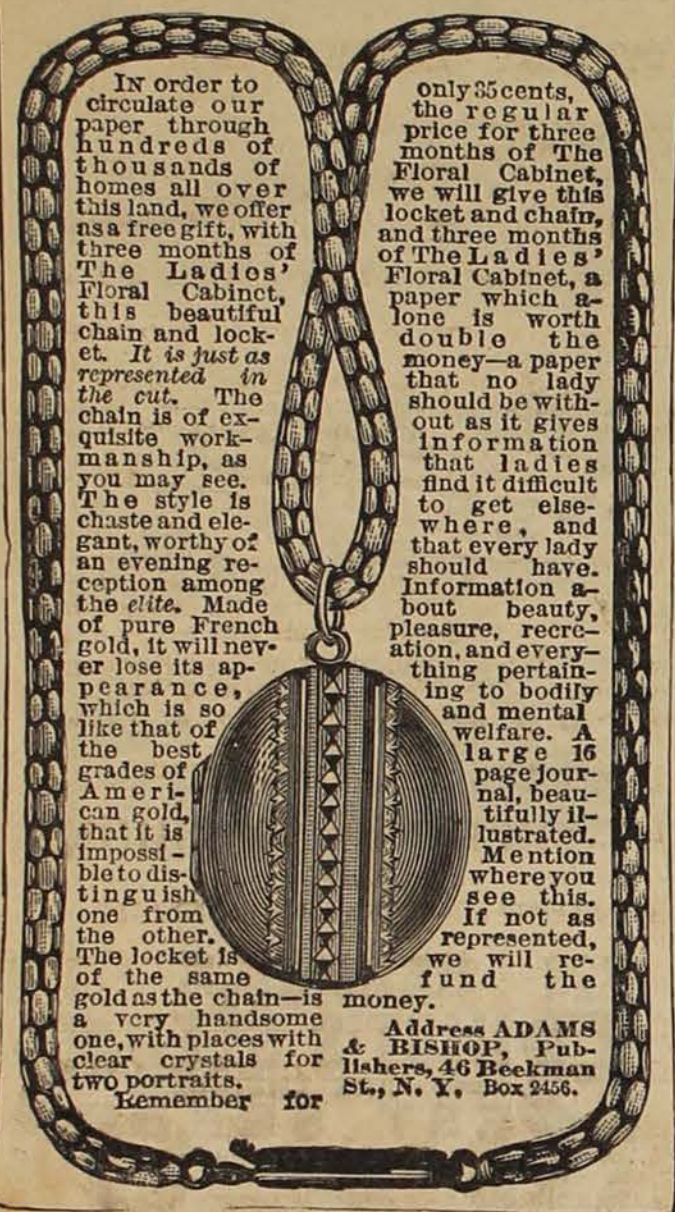 In order to
circulate our
paper through
hundreds of
thousands of
homes all over
this land, we offer
as a free gift, with
three months of
The Ladies'
Floral Cabinet,
this beautiful
chain and lock-
et. It is just as
represented in
the cut. The
chain is of ex-
quisite work-
manship, as
you may see.
The style is
chaste and ele-
gant, worthy of
an evening re-
ception among
the elite. Made
of pure French
gold, it will nev-
er lose its ap-
pearance,
which is so
like that of
the best
grades of
Ameri-
can gold,
that it is
impossi-
ble to dis-
tinguish
one from
the other.
The locket is
of the same
gold as the chain—is
a very handsome
one, with places with
clear crystals for
two portraits.
Remember for
only 35 cents,
the regular
price for three
months of The
Floral Cabinet,
we will give this
locket and chain,
and three months
of The Ladies'
Floral Cabinet, a
paper which a-
lone is worth
double the
money—a paper
that no lady
should be with-
out as it gives
information
that ladies
find it difficult
to get else-
where, and
that every lady
should have.
Information a-
bout beauty,
pleasure, recre-
ation, and every-
thing pertain-
ing to bodily
and mental
welfare. A
large 16
page jour-
nal, beau-
tifully il-
lustrated.
Mention
where you
see this.
If not as
represented,
we will re-
fund the
money.
Address ADAMS
& BISHOP, Pub-
lishers, 46 Beekman
St., N. Y. Box 2456.